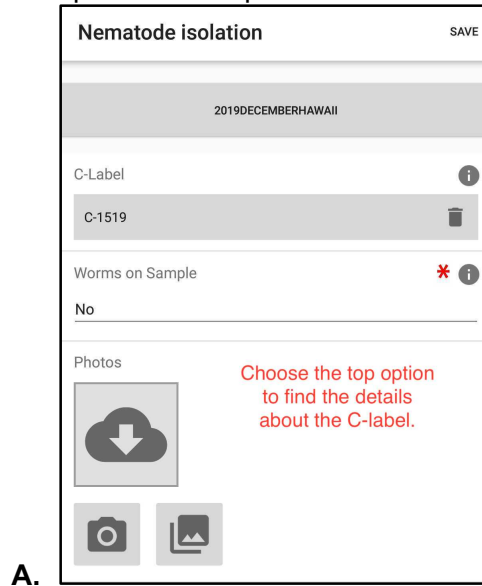 Nematode isolation SAVE
2019DECEMBERHAWAII
C-Label
C-1519
Worms on Sample *
No
Photos
Choose the top option
to find the details
about the C-label.
A.